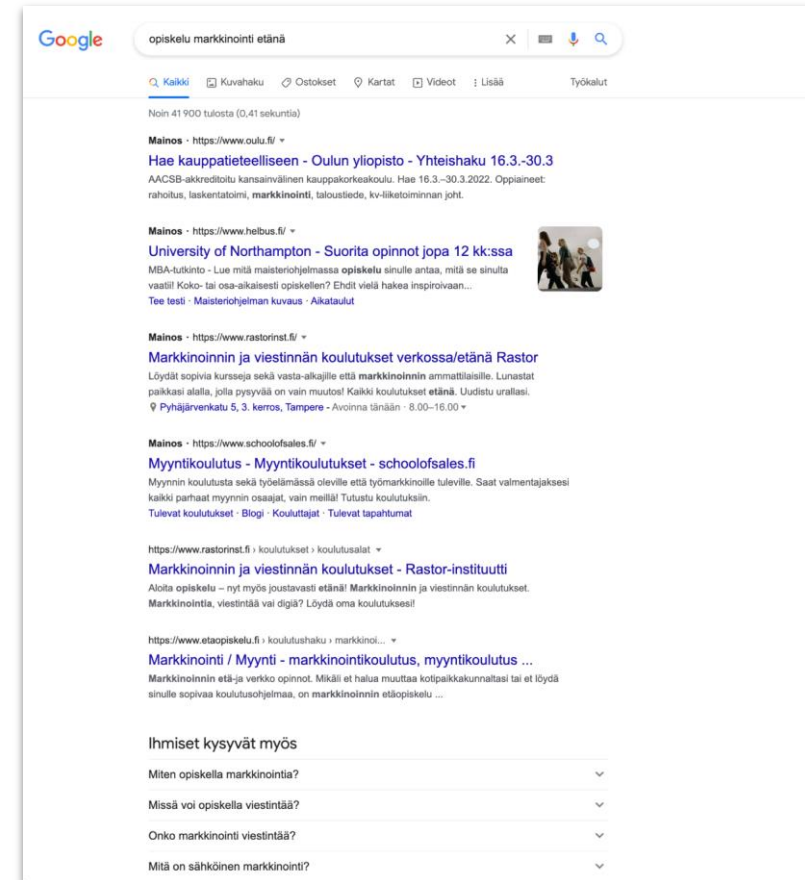 Google
opiskelu markkinointi etänä
Kaikki Kuvahaku Ostokset Kartat Videot Lisää Työkalut
Noin 41 900 tulosta (0,41 sekuntia)
Mainos · https://www.oulu.fi/
Hae kauppatieteelliseen - Oulun yliopisto - Yhteishaku 16.3.-30.3
AACSB-akkreditoitu kansainvälinen kauppakorkeakoulu. Hae 16.3.–30.3.2022. Oppiaineet:
rahoitus, laskentatoimi, markkinointi, taloustiede, kv-liiketoiminnan joht.
Mainos · https://www.helbus.fi/
University of Northampton - Suorita opinnot jopa 12 kk:ssa
MBA-tutkinto - Lue mitä maisteriohjelmassa opiskelu sinulle antaa, mitä se sinulta
vaatii! Koko- tai osa-aikaisesti opiskellen? Ehdit vielä hakea inspiroivaan...
Tee testi · Maisteriohjelman kuvaus · Aikataulut
Mainos · https://www.rastorinst.fi/
Markkinoinnin ja viestinnän koulutukset verkossa/etänä Rastor
Löydät sopivia kursseja sekä vasta-alkajille että markkinoinnin ammattilaisille. Lunastat
paikkasi alalla, jolla pysyvää on vain muutos! Kaikki koulutukset etänä. Uudistu urallasi.
Pyhäjärvenkatu 5, 3. kerros, Tampere - Avoinna tänään · 8.00–16.00
Mainos · https://www.schoolofsales.fi/
Myyntikoulutus - Myyntikoulutukset - schoolofsales.fi
Myynnin koulutusta sekä työelämässä oleville että työmarkkinoille tuleville. Saat valmentajaksesi
kaikki parhaat myynnin osaajat, vain meillä! Tutustu koulutuksiin.
Tulevat koulutukset · Blogi · Kouluttajat · Tulevat tapahtumat
https://www.rastorinst.fi › koulutukset › koulutusalat
Markkinoinnin ja viestinnän koulutukset - Rastor-instituutti
Aloita opiskelu – nyt myös joustavasti etänä! Markkinoinnin ja viestinnän koulutukset.
Markkinointia, viestintää vai digiä? Löydä oma koulutuksesi!
https://www.etaopiskelu.fi › koulutushaku › markkinoi...
Markkinointi / Myynti - markkinointikoulutus, myyntikoulutus ...
Markkinoinnin etä-ja verkko opinnot. Mikäli et halua muuttaa kotipaikkakunnaltasi tai et löydä
sinulle sopivaa koulutusohjelmaa, on markkinoinnin etäopiskelu ...
Ihmiset kysyvät myös
Miten opiskella markkinointia?
Missä voi opiskella viestintää?
Onko markkinointi viestintää?
Mitä on sähköinen markkinointi?